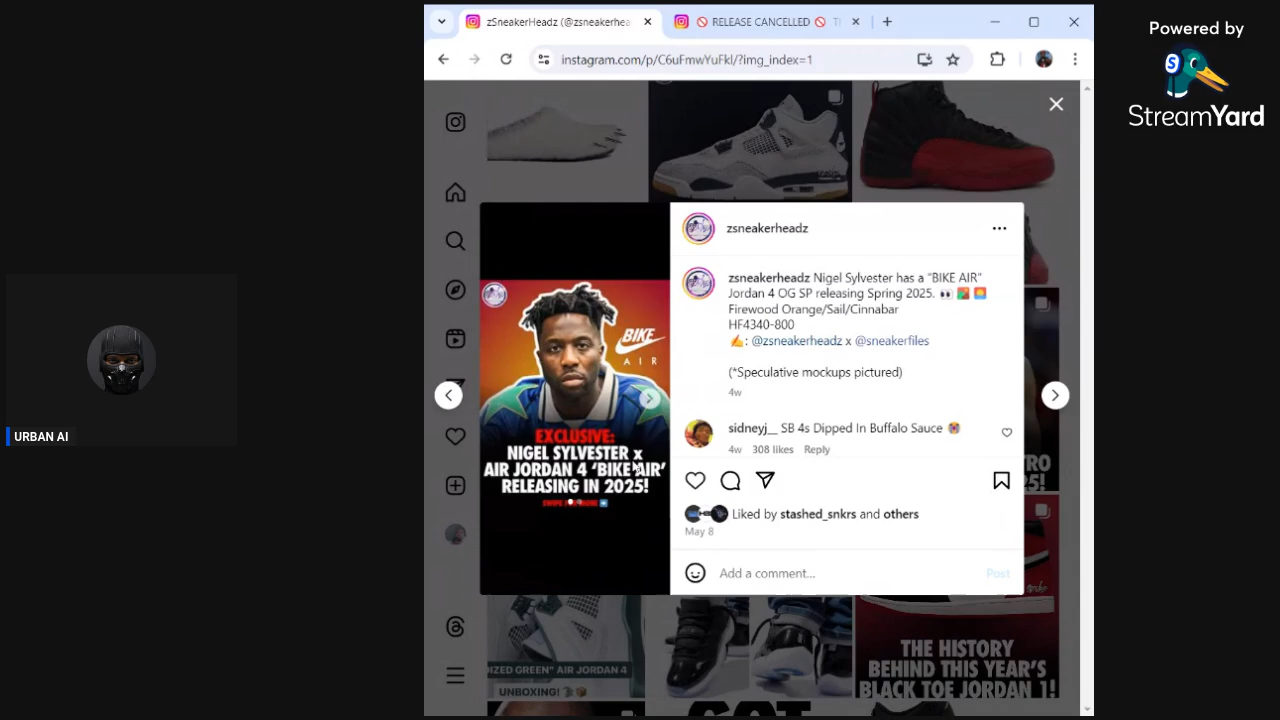 zSneakerHeadz (@zsneakerhea
RELEASE CANCELLED
instagram.com/p/C6uFmwYuFkI/?img_index=1
Powered by
StreamYard
URBAN AI
BIKE
AIR
EXCLUSIVE:
NIGEL SYLVESTER x
AIR JORDAN 4 ‘BIKE AIR’
RELEASING IN 2025!
zsneakerheadz
zsneakerheadz Nigel Sylvester has a “BIKE AIR”
Jordan 4 OG SP releasing Spring 2025. 👀
Firewood Orange/Sail/Cinnabar
HF4340-800
✍️: @zsneakerheadz x @sneakerfiles
(*Speculative mockups pictured)
4w
sidneyj__ SB 4s Dipped In Buffalo Sauce
4w 308 likes Reply
Liked by stashed_snkrs and others
May 8
Add a comment...
Post
IZED GREEN" AIR JORDAN 4
UNBOXING!
THE HISTORY
BEHIND THIS YEAR'S
BLACK TOE JORDAN 1!